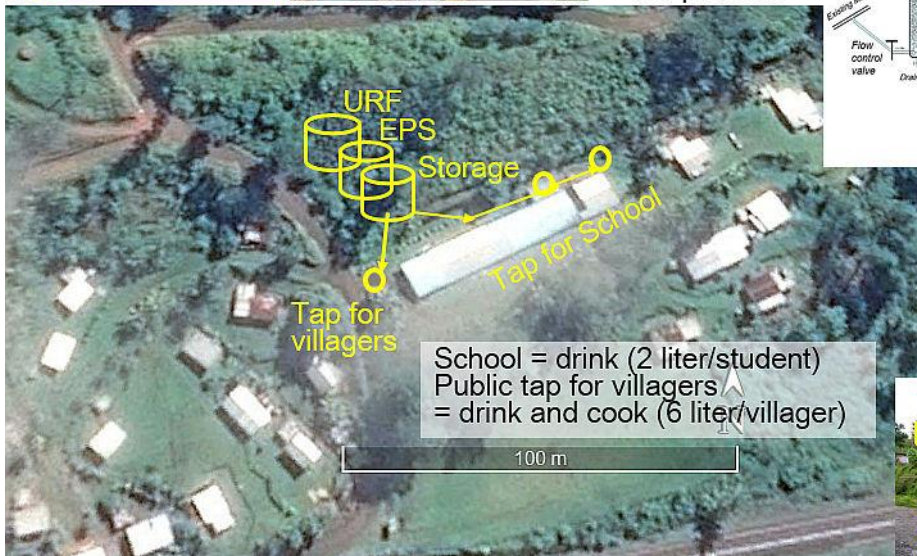 Flow
control
valve
URF
EPS
Storage
Tap for School
Tap for
villagers
School = drink (2 liter/student)
Public tap for villagers
= drink and cook (6 liter/villager)
100 m